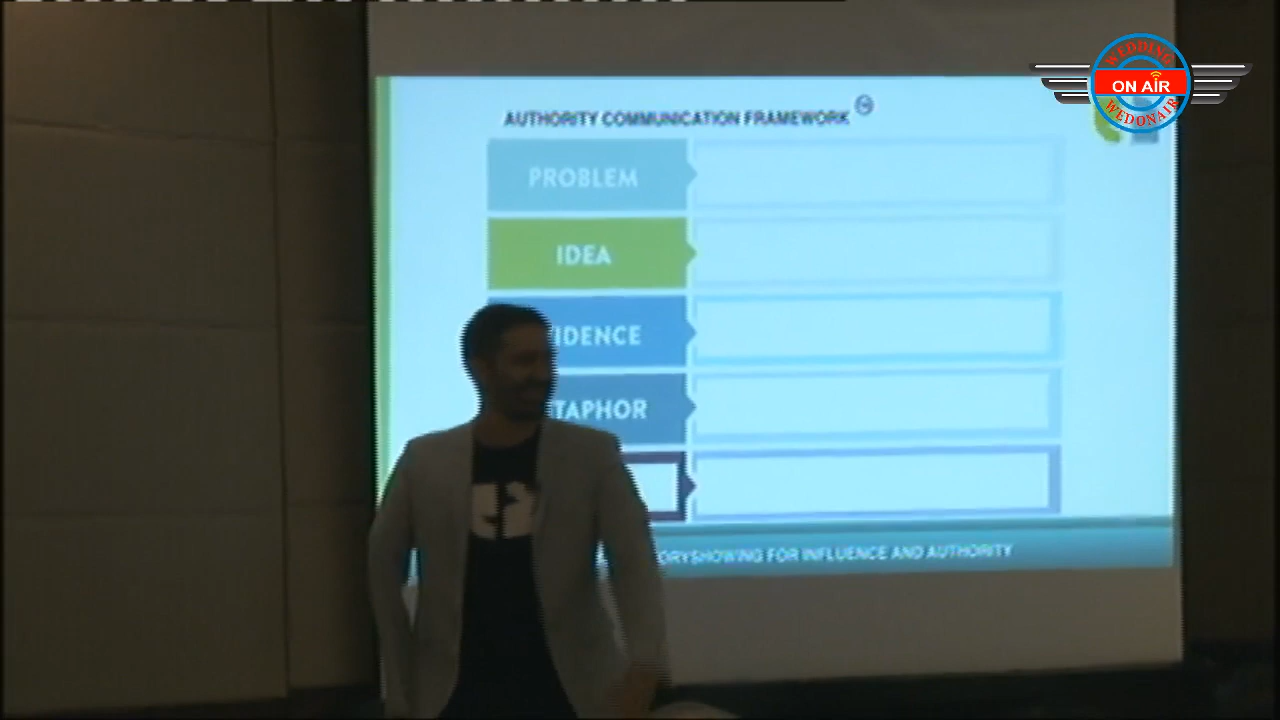 WEDDING
ON AIR
WEDONAIR
AUTHORITY COMMUNICATION FRAMEWORK
PROBLEM
IDEA
IDENCE
TAPHOR
ORYSHOWING FOR INFLUENCE AND AUTHORITY